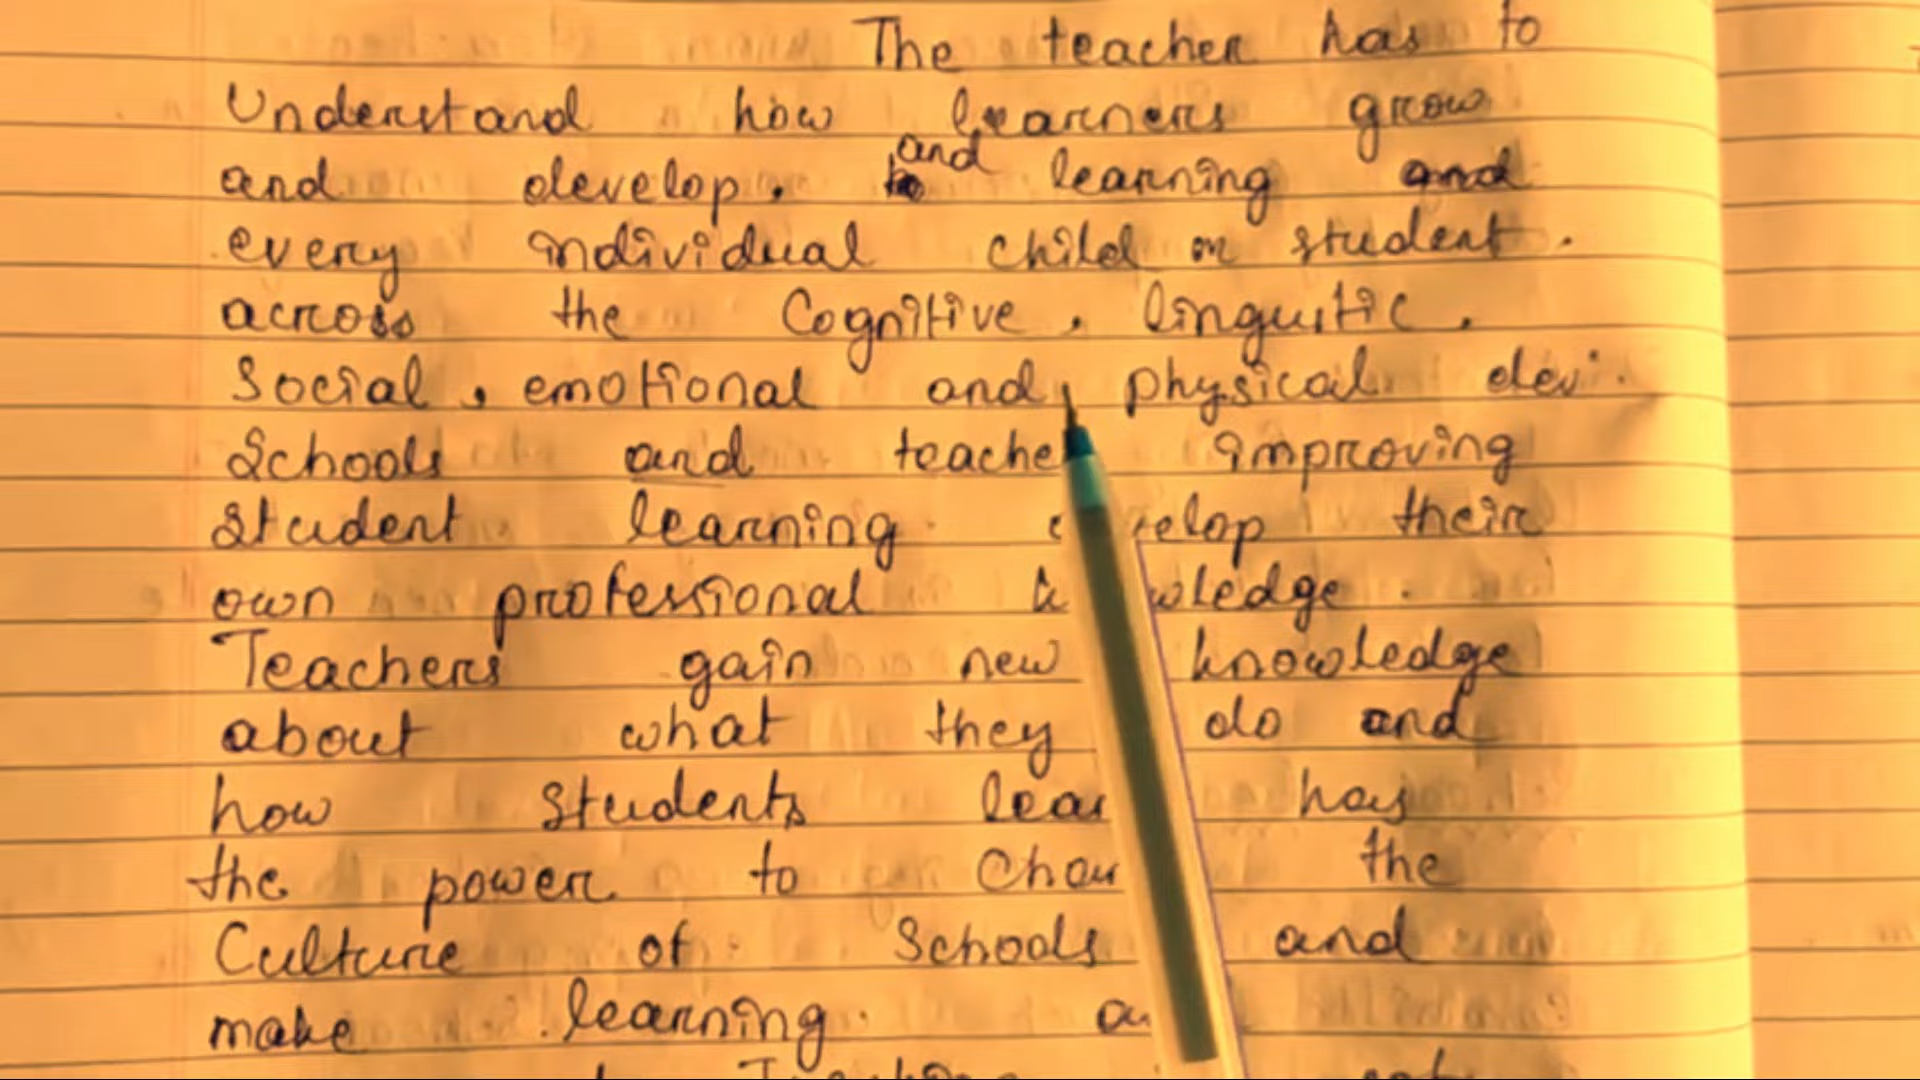 The teacher has to
Understand how learners grow
and develop. and learning and
every individual child or student.
across the Cognitive, linguistic,
Social, emotional and physical dev.
Schools and improving
student learning their
own professional
Teachers gain new knowledge
about what they do and
how students has
the power to the
Culture of Schools and
make learning